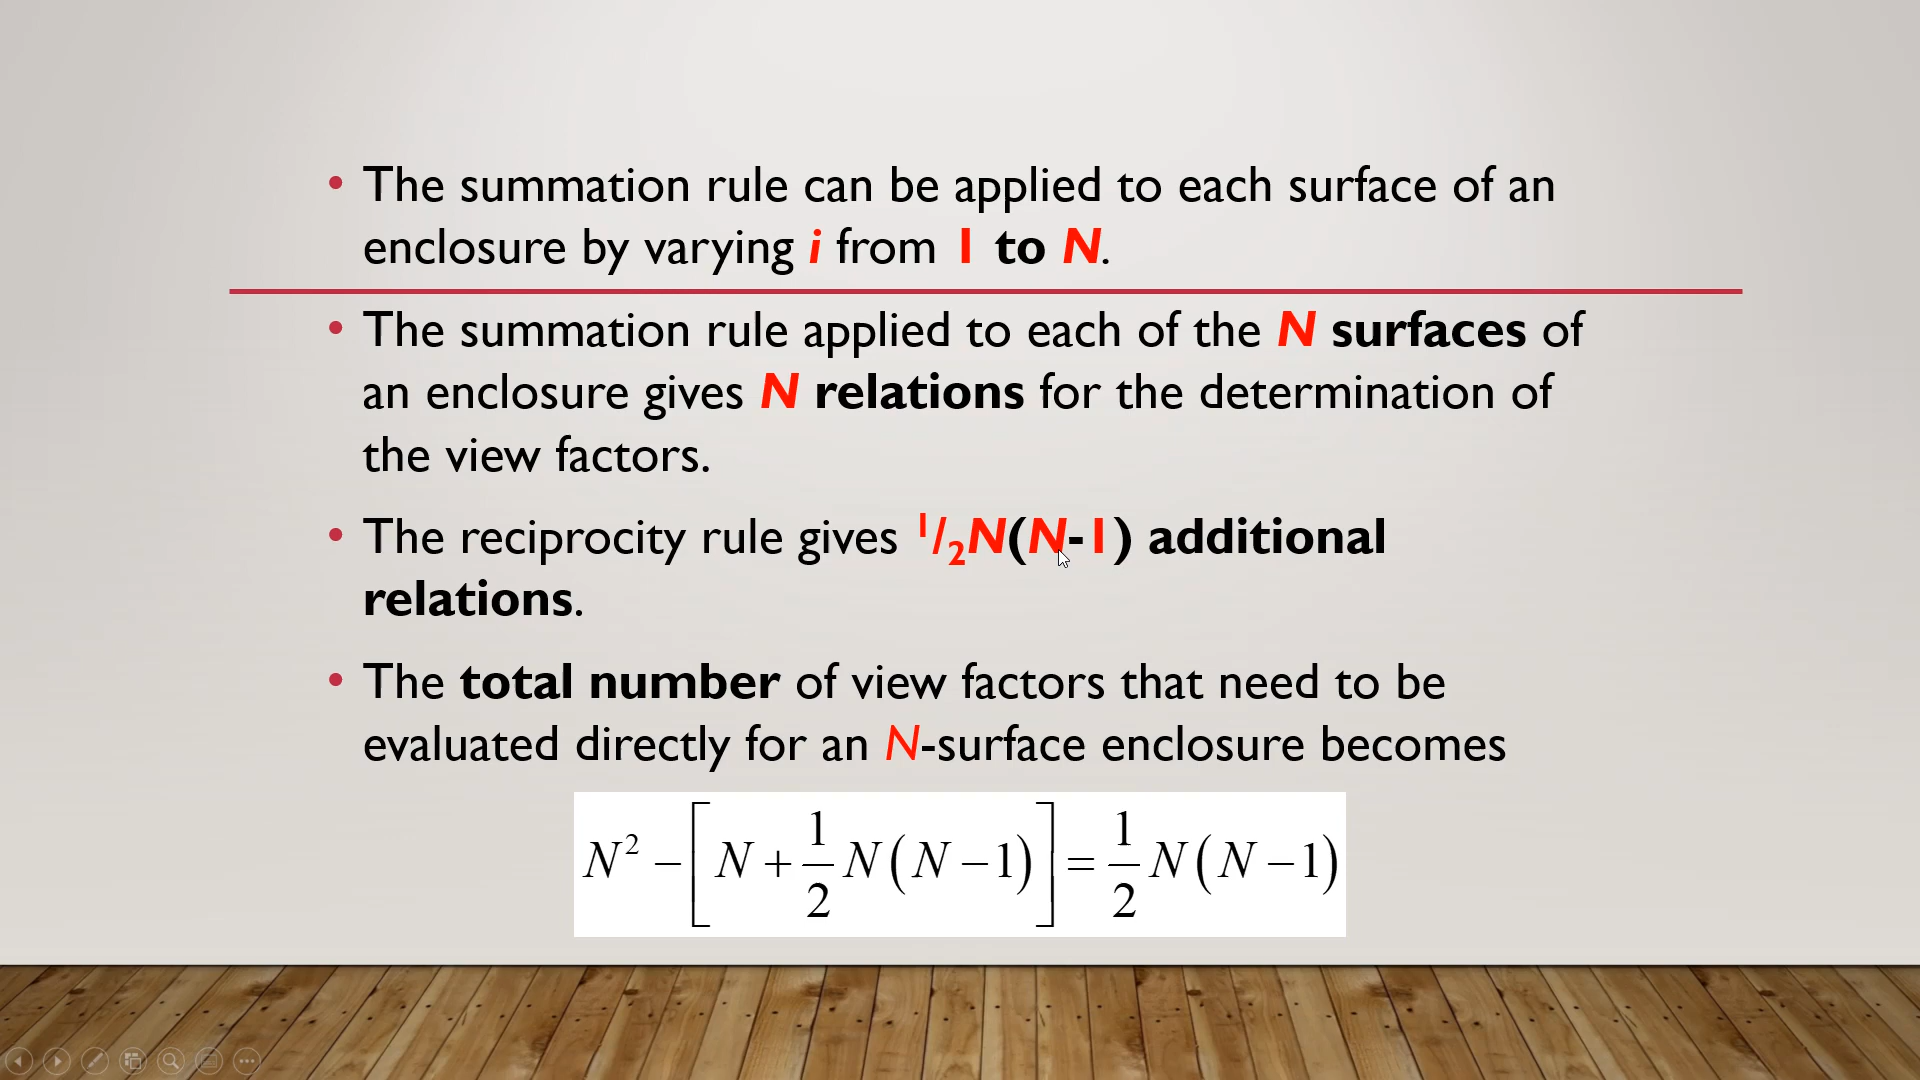 • The summation rule can be applied to each surface of an
enclosure by varying i from 1 to N.
• The summation rule applied to each of the N surfaces of
an enclosure gives N relations for the determination of
the view factors.
• The reciprocity rule gives ¹/₂N(N-1) additional
relations.
• The total number of view factors that need to be
evaluated directly for an N-surface enclosure becomes
N² − [N + 1/2 N(N − 1)] = 1/2 N(N − 1)